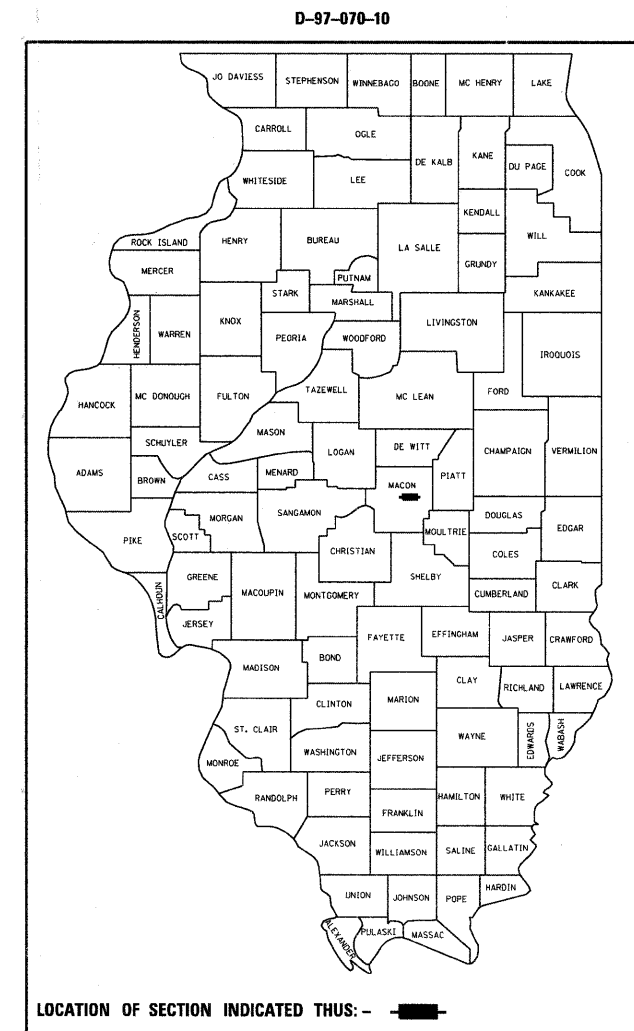 D-97-070-10
JO DAVIESS STEPHENSON WINNEBAGO BOONE MC HENRY LAKE
CARROLL OGLE
DE KALB KANE DU PAGE COOK
WHITESIDE LEE
KENDALL
ROCK ISLAND HENRY BUREAU LA SALLE WILL
MERCER PUTNAM GRUNDY
STARK MARSHALL KANKAKEE
HENDERSON WARREN KNOX PEORIA WOODFORD LIVINGSTON IROQUOIS
HANCOCK MC DONOUGH FULTON TAZEWELL MC LEAN FORD
SCHUYLER MASON LOGAN DE WITT CHAMPAIGN VERMILION
ADAMS BROWN CASS MENARD PIATT
MACON
PIKE SCOTT MORGAN SANGAMON MOULTRIE DOUGLAS EDGAR
CHRISTIAN COLES
CALHOUN GREENE MACOUPIN MONTGOMERY SHELBY CUMBERLAND CLARK
JERSEY FAYETTE EFFINGHAM JASPER CRAWFORD
MADISON BOND
CLAY RICHLAND LAWRENCE
CLINTON MARION
ST. CLAIR WAYNE EDWARDS WABASH
MONROE WASHINGTON JEFFERSON
RANDOLPH PERRY HAMILTON WHITE
FRANKLIN
JACKSON WILLIAMSON SALINE GALLATIN
UNION JOHNSON POPE HARDIN
ALEXANDER PULASKI MASSAC
LOCATION OF SECTION INDICATED THUS: -